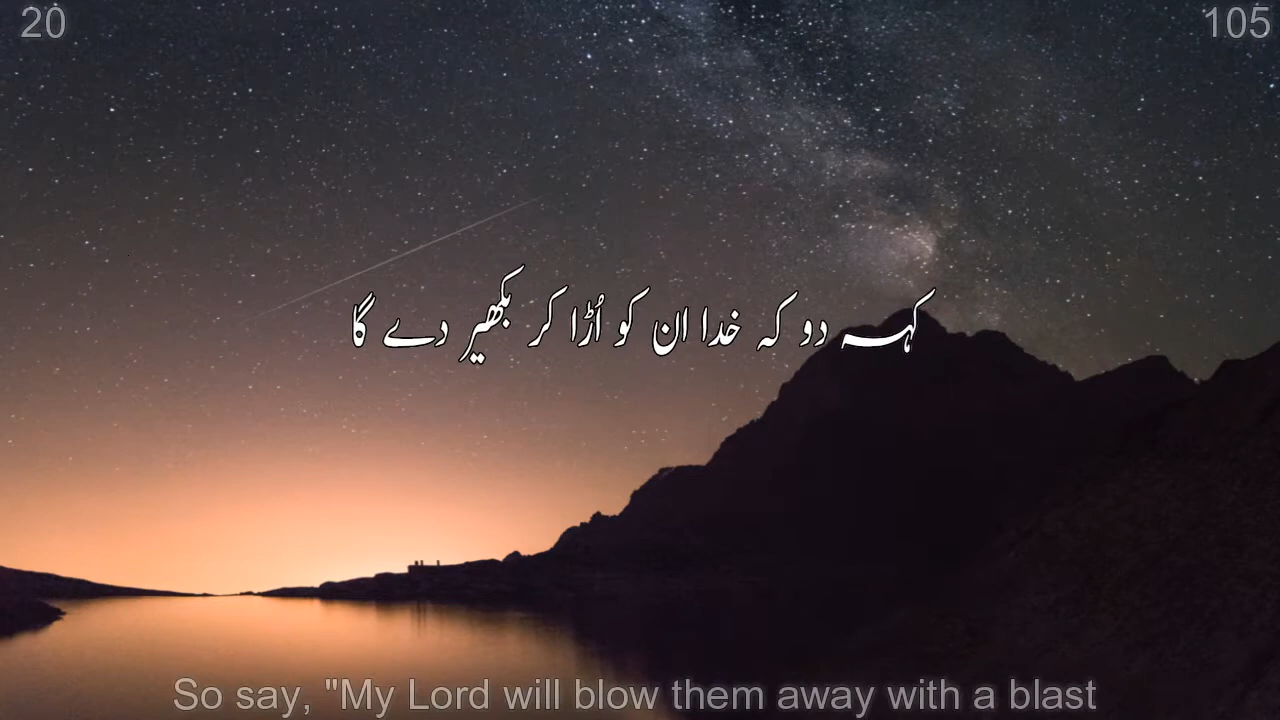 20
105
کہہ دو کہ خدا ان کو اُڑا کر بکھیر دے گا
So say, "My Lord will blow them away with a blast